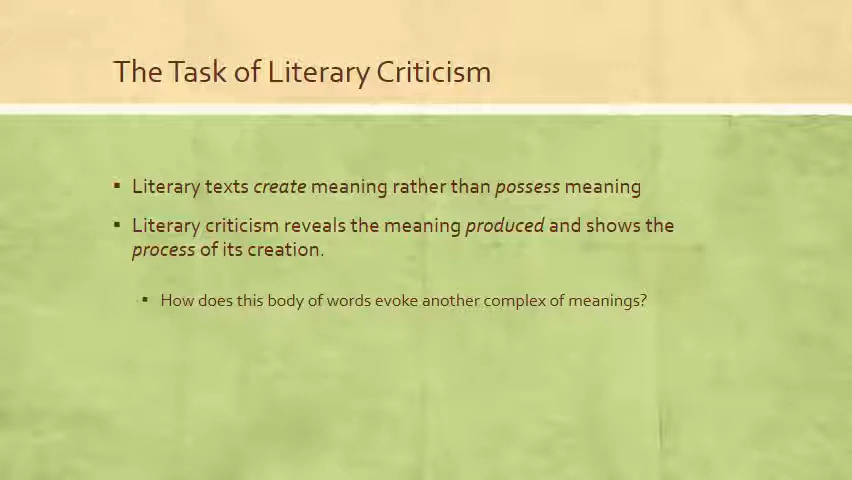 The Task of Literary Criticism
▪ Literary texts create meaning rather than possess meaning
▪ Literary criticism reveals the meaning produced and shows the
process of its creation.
▪ How does this body of words evoke another complex of meanings?